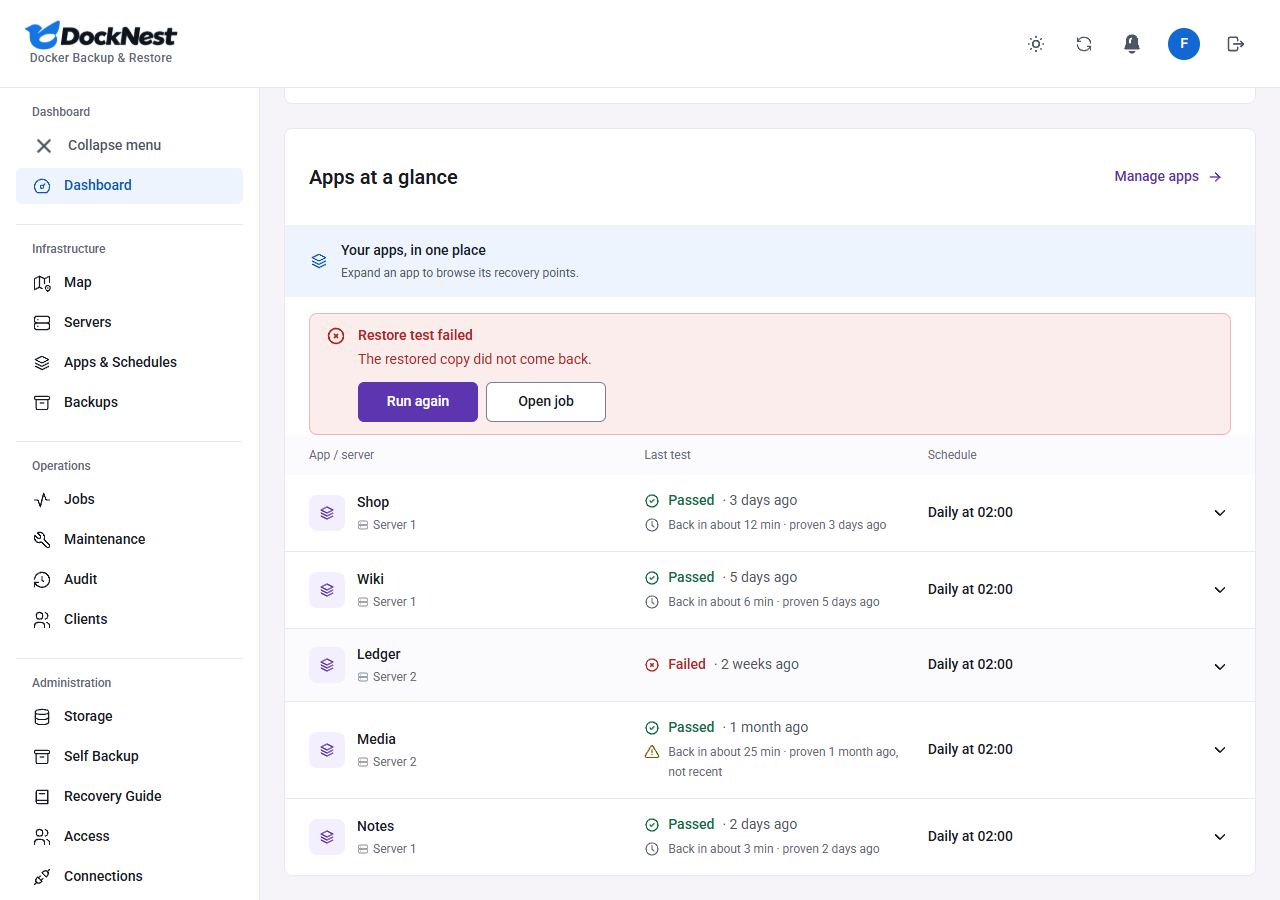 DockNest
Docker Backup & Restore
F
Dashboard
Collapse menu
Dashboard
Infrastructure
Map
Servers
Apps & Schedules
Backups
Operations
Jobs
Maintenance
Audit
Clients
Administration
Storage
Self Backup
Recovery Guide
Access
Connections
Apps at a glance
Manage apps
Your apps, in one place
Expand an app to browse its recovery points.
Restore test failed
The restored copy did not come back.
Run again
Open job
App / server
Last test
Schedule
Shop
Server 1
Passed · 3 days ago
Back in about 12 min · proven 3 days ago
Daily at 02:00
Wiki
Server 1
Passed · 5 days ago
Back in about 6 min · proven 5 days ago
Daily at 02:00
Ledger
Server 2
Failed · 2 weeks ago
Daily at 02:00
Media
Server 2
Passed · 1 month ago
Back in about 25 min · proven 1 month ago,
not recent
Daily at 02:00
Notes
Server 1
Passed · 2 days ago
Back in about 3 min · proven 2 days ago
Daily at 02:00